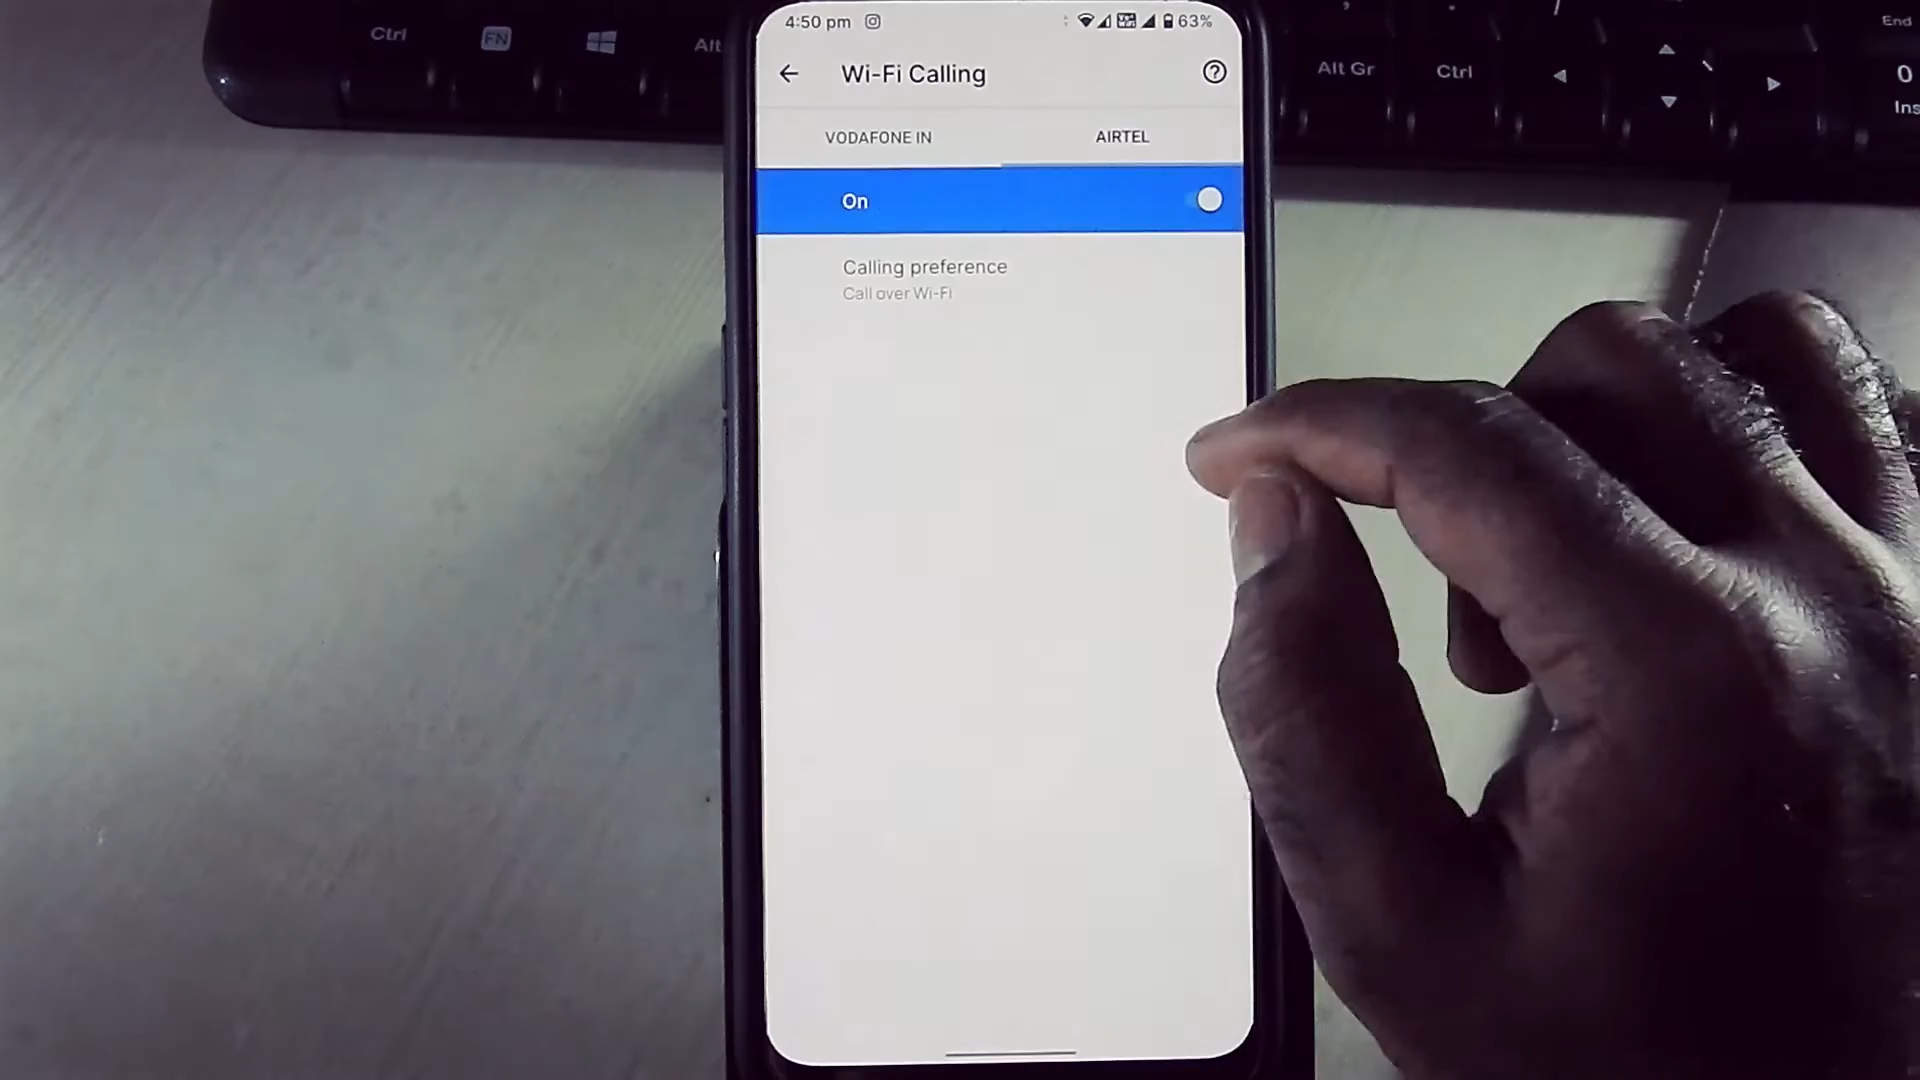 Ctrl
FN
Alt
Alt Gr
Ctrl
End
0
Ins
4:50 pm
63%
Wi-Fi Calling
VODAFONE IN
AIRTEL
On
Calling preference
Call over Wi-Fi